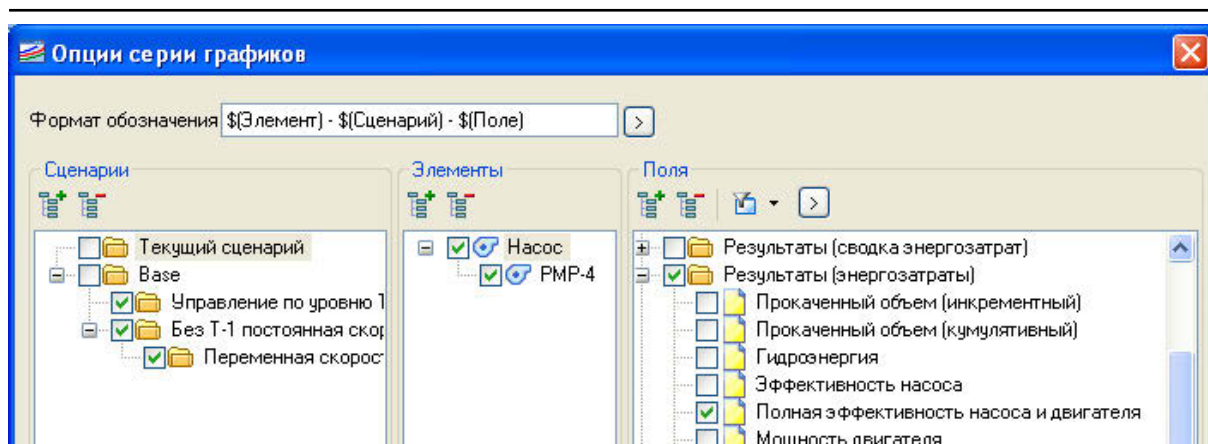 Опции серии графиков
Формат обозначения $(Элемент) - $(Сценарий) - $(Поле) >
Сценарии
Текущий сценарий
Base
Управление по уровню
Без Т-1 постоянная скор
Переменная скорос
Элементы
Насос
PMP-4
Поля
>
Результаты (сводка энергозатрат)
Результаты (энергозатраты)
Прокаченный объем (инкрементный)
Прокаченный объем (кумулятивный)
Гидроэнергия
Эффективность насоса
Полная эффективность насоса и двигателя
Мощность двигателя